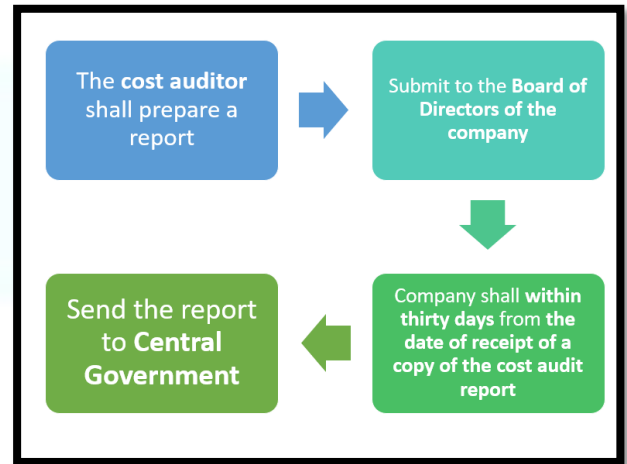 The cost auditor
shall prepare a
report
Submit to the Board of
Directors of the
company
Company shall within
thirty days from the
date of receipt of a
copy of the cost audit
report
Send the report
to Central
Government